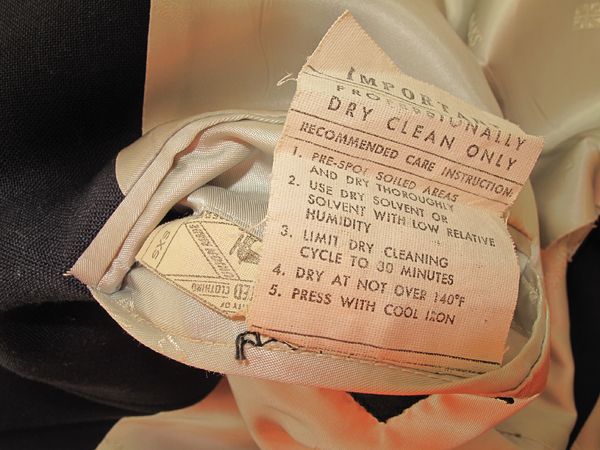 IMPORTANT
PROFESSIONALLY
DRY CLEAN ONLY
RECOMMENDED CARE INSTRUCTION
1. PRE-SPOT SOILED AREAS
AND DRY THOROUGHLY
2. USE DRY SOLVENT OR
SOLVENT WITH LOW RELATIVE
HUMIDITY
3. LIMIT DRY CLEANING
CYCLE TO 30 MINUTES
4. DRY AT NOT OVER 140°F
5. PRESS WITH COOL IRON
CLOTHING